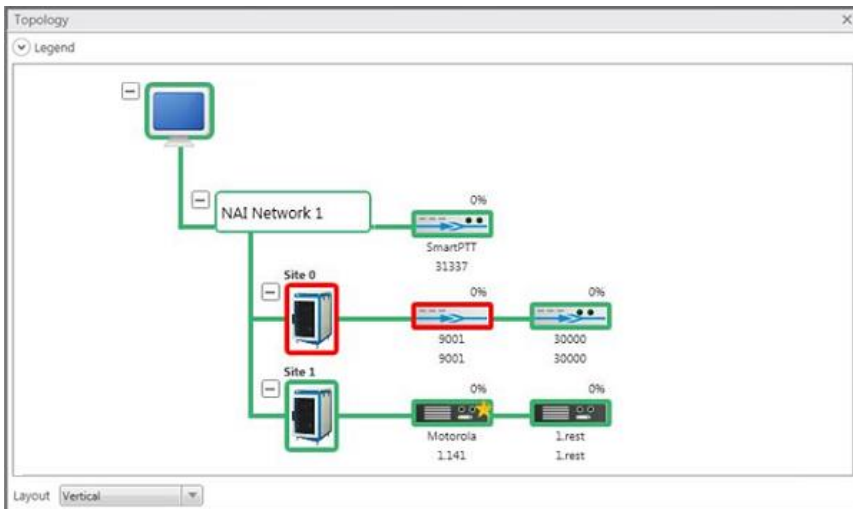 Topology
Legend
NAI Network 1
0%
SmartPTT
31337
Site 0
0%
0%
9001
30000
9001
30000
Site 1
0%
0%
Motorola
1.rest
1.141
1.rest
Layout Vertical